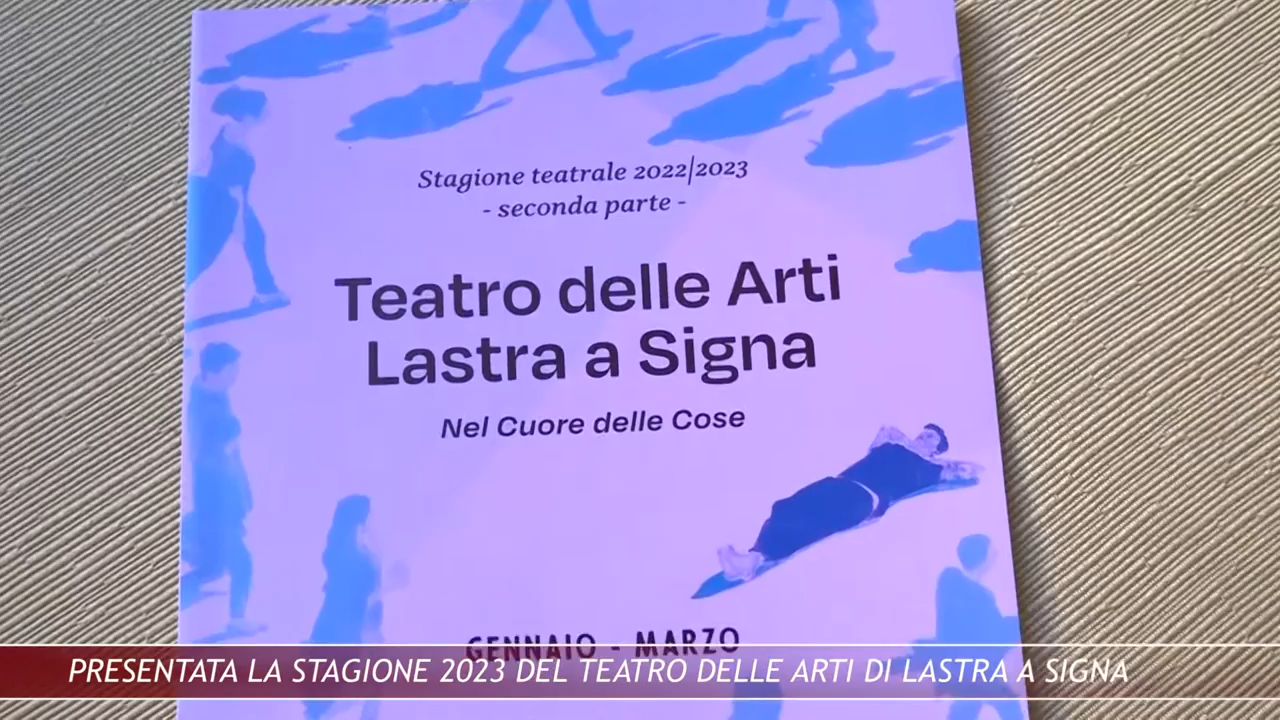 Stagione teatrale 2022|2023
- seconda parte -
Teatro delle Arti
Lastra a Signa
Nel Cuore delle Cose
GENNAIO - MARZO
PRESENTATA LA STAGIONE 2023 DEL TEATRO DELLE ARTI DI LASTRA A SIGNA